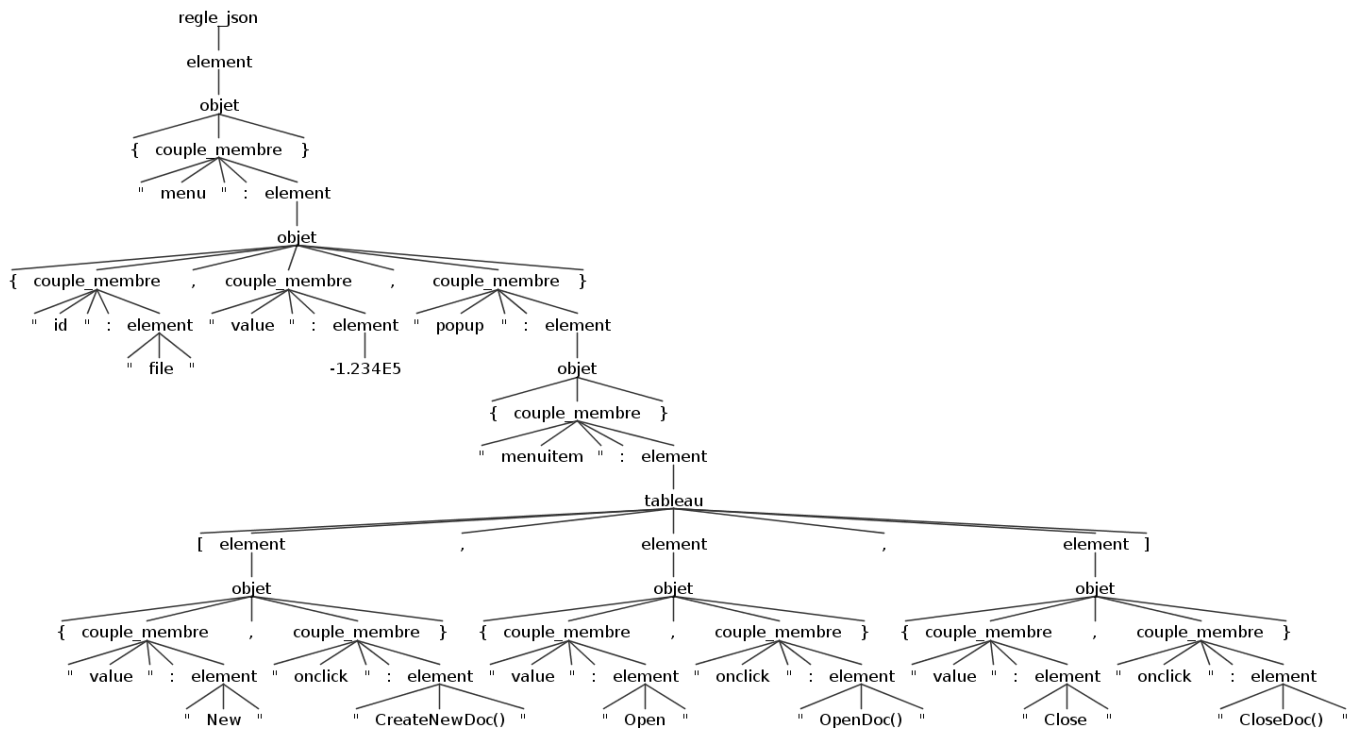 regle_json
element
objet
{ couple_membre }
" menu " : element
objet
{ couple_membre , couple_membre , couple_membre }
" id " : element " value " : element " popup " : element
" file " -1.234E5 objet
{ couple_membre }
" menuitem " : element
tableau
[ element , element , element ]
objet objet objet
{ couple_membre , couple_membre } { couple_membre , couple_membre } { couple_membre , couple_membre }
" value " : element " onclick " : element " value " : element " onclick " : element " value " : element " onclick " : element
" New " " CreateNewDoc() " " Open " " OpenDoc() " " Close " " CloseDoc() "